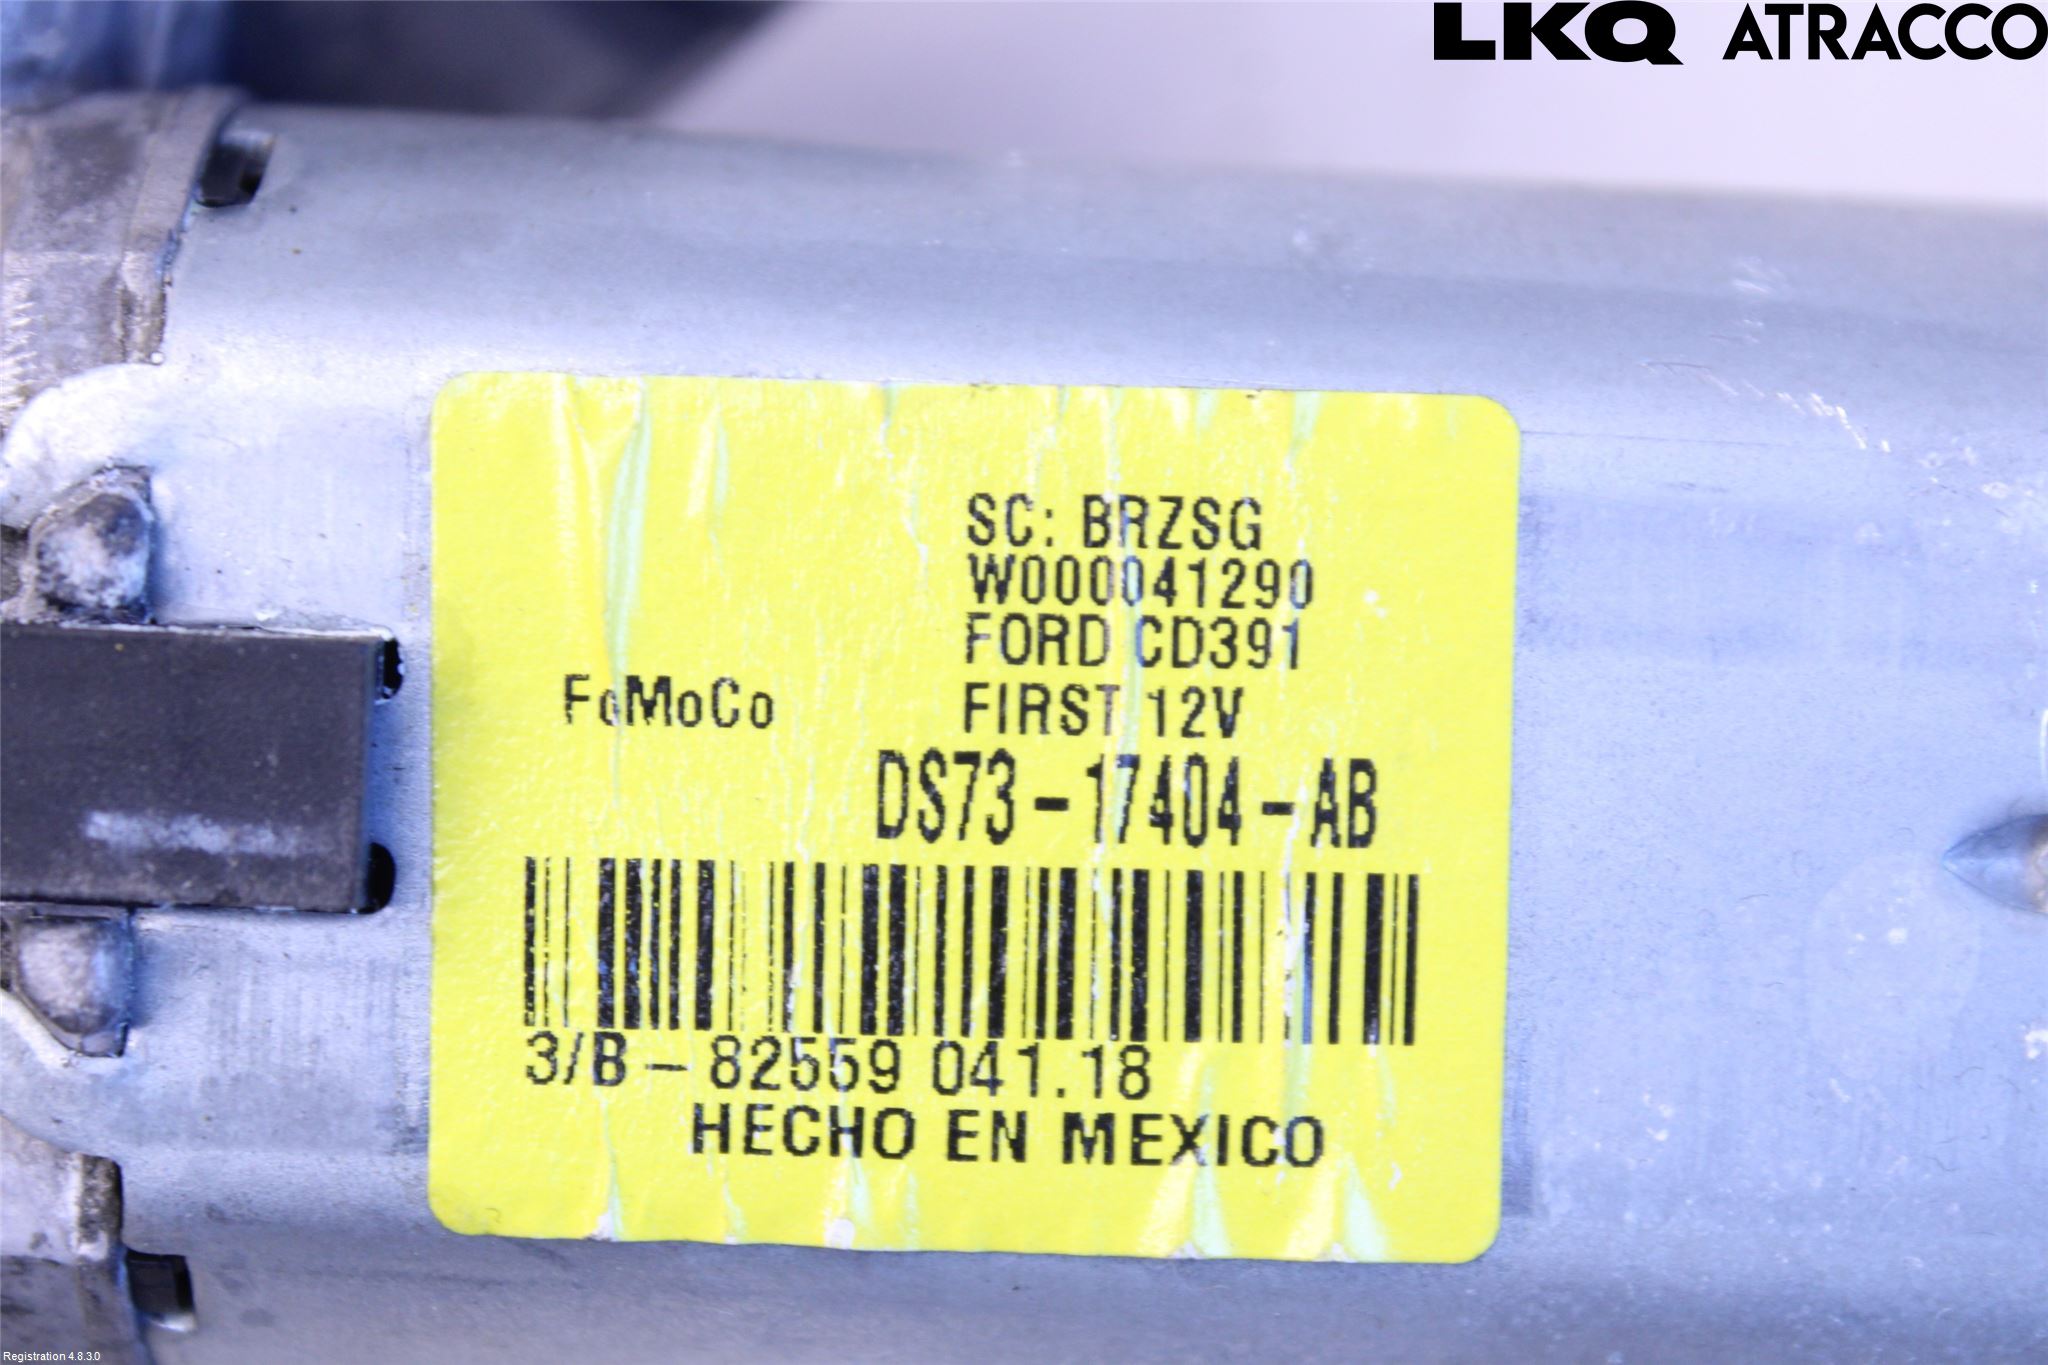 LKQ ATRACCO
SC: BRZSG
W000041290
FORD CD391
FoMoCo
FIRST 12V
DS73-17404-AB
3/B-82559 041.18
HECHO EN MEXICO
Registration 4.8.3.0